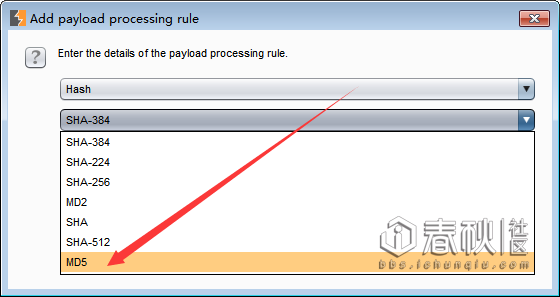 Add payload processing rule
Enter the details of the payload processing rule.
Hash
SHA-384
SHA-384
SHA-224
SHA-256
MD2
SHA
SHA-512
MD5
春秋 社区
bbs.ichunqiu.com